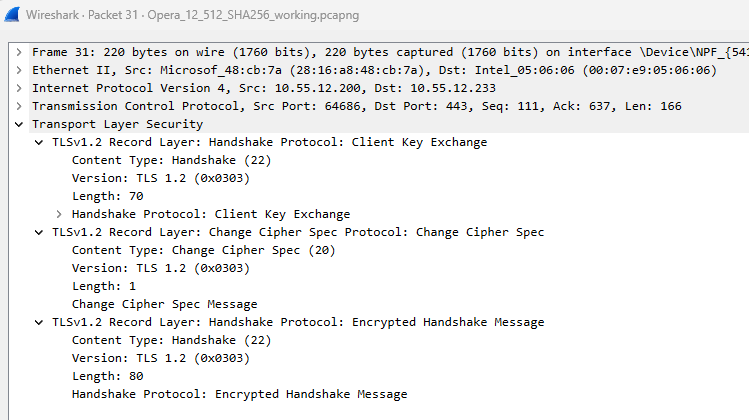 Wireshark · Packet 31 · Opera_12_512_SHA256_working.pcapng
Frame 31: 220 bytes on wire (1760 bits), 220 bytes captured (1760 bits) on interface \Device\NPF_{541
Ethernet II, Src: Microsof_48:cb:7a (28:16:a8:48:cb:7a), Dst: Intel_05:06:06 (00:07:e9:05:06:06)
Internet Protocol Version 4, Src: 10.55.12.200, Dst: 10.55.12.233
Transmission Control Protocol, Src Port: 64686, Dst Port: 443, Seq: 111, Ack: 637, Len: 166
Transport Layer Security
TLSv1.2 Record Layer: Handshake Protocol: Client Key Exchange
Content Type: Handshake (22)
Version: TLS 1.2 (0x0303)
Length: 70
Handshake Protocol: Client Key Exchange
TLSv1.2 Record Layer: Change Cipher Spec Protocol: Change Cipher Spec
Content Type: Change Cipher Spec (20)
Version: TLS 1.2 (0x0303)
Length: 1
Change Cipher Spec Message
TLSv1.2 Record Layer: Handshake Protocol: Encrypted Handshake Message
Content Type: Handshake (22)
Version: TLS 1.2 (0x0303)
Length: 80
Handshake Protocol: Encrypted Handshake Message